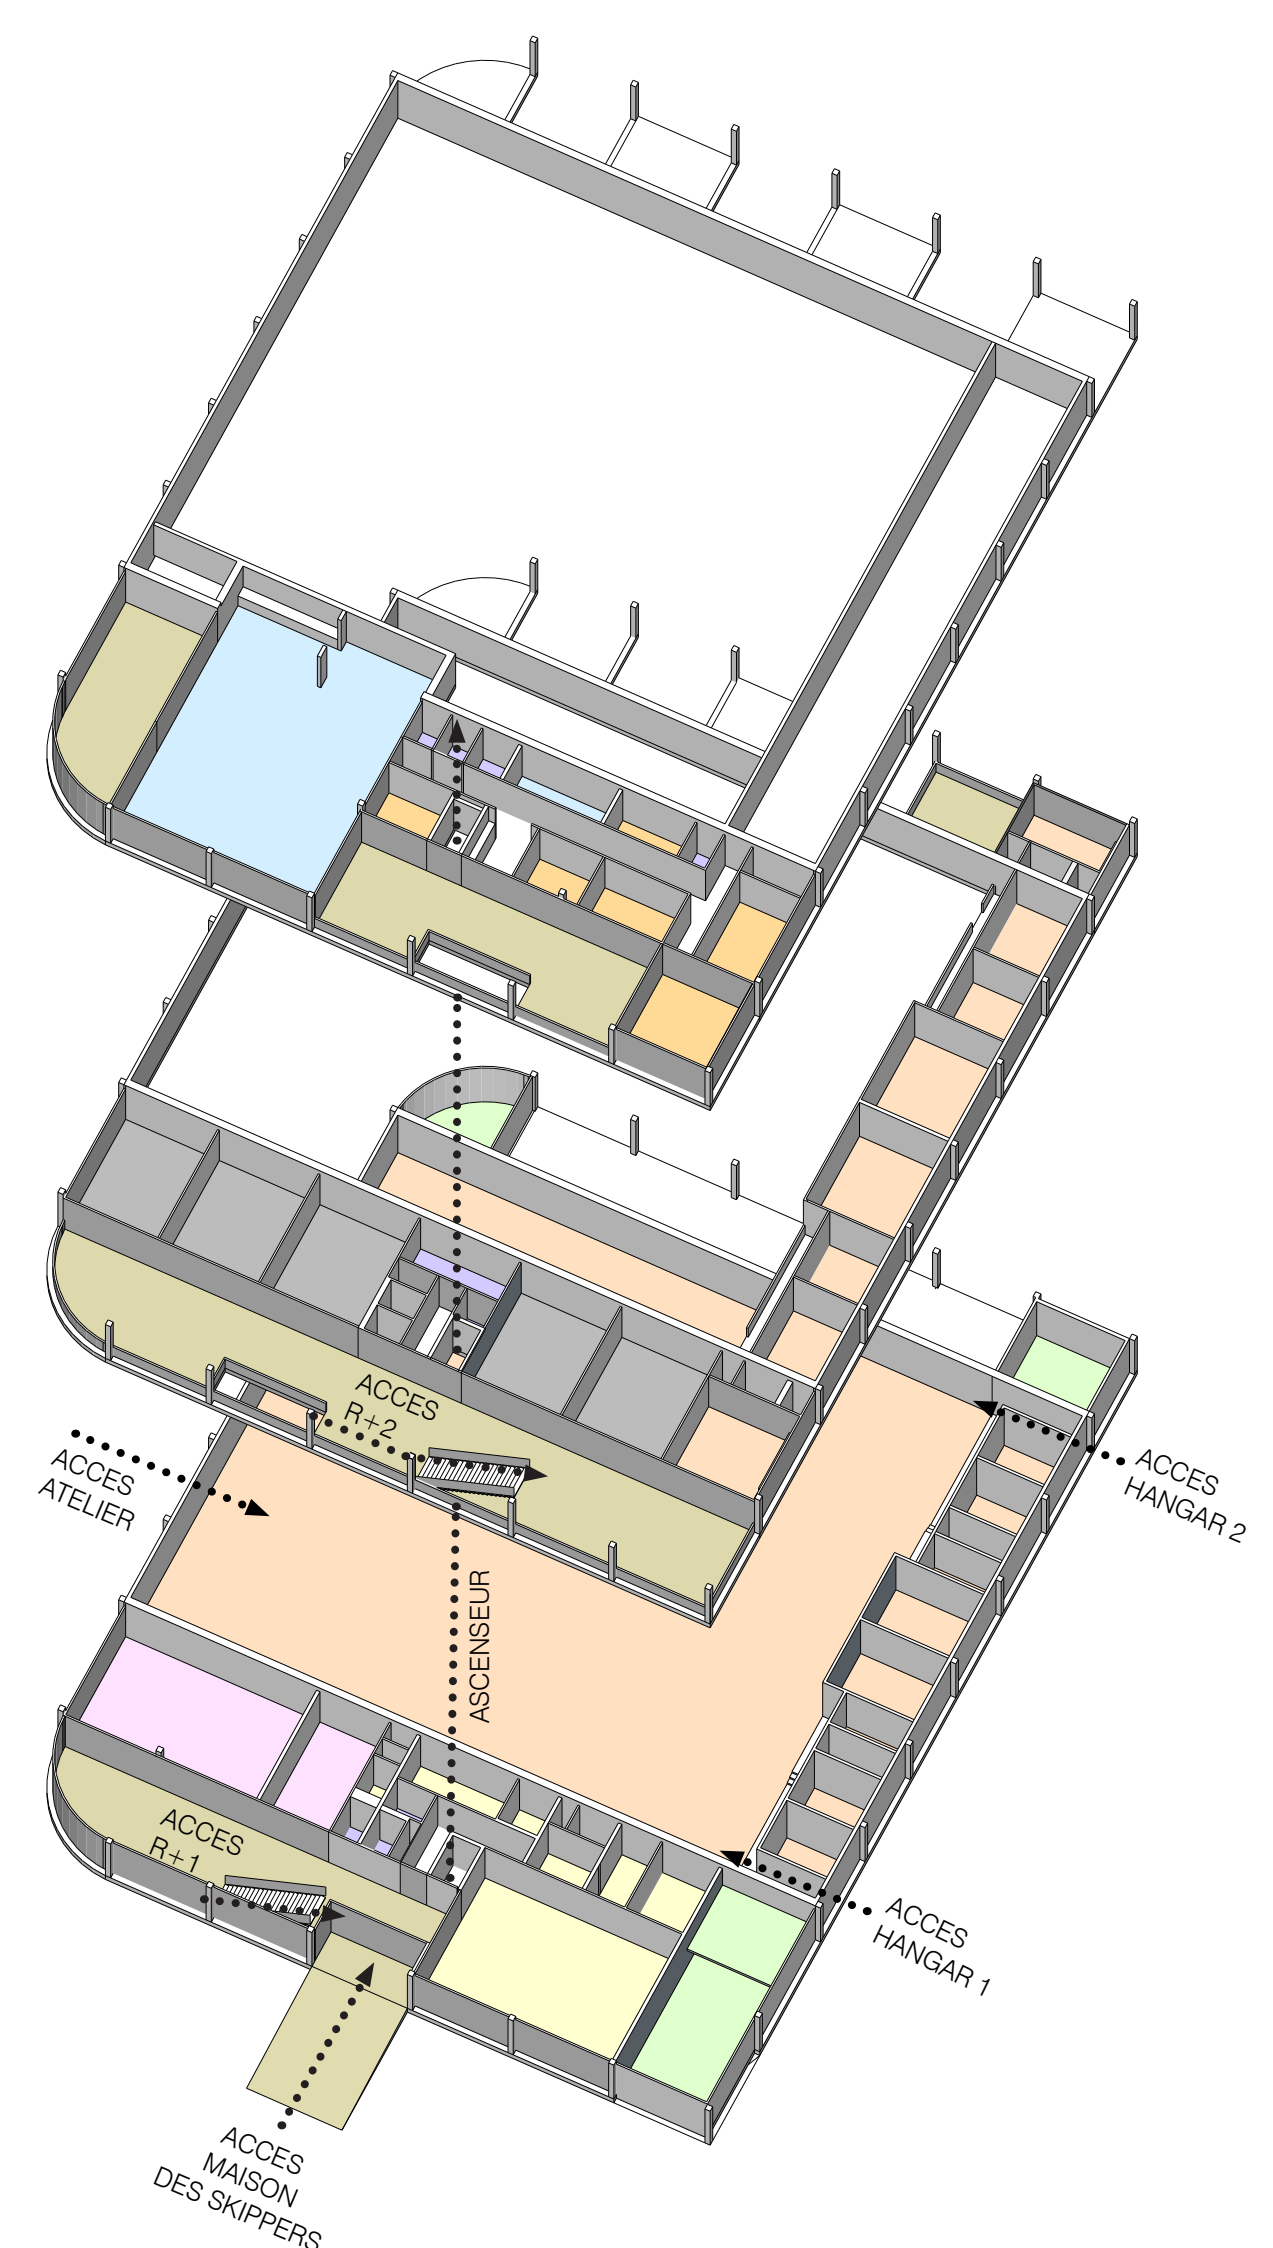 ACCES
R+2
ACCES
ATELIER
ACCES
HANGAR 2
ASCENSEUR
ACCES
R+1
ACCES
HANGAR 1
ACCES
MAISON
DES SKIPPERS